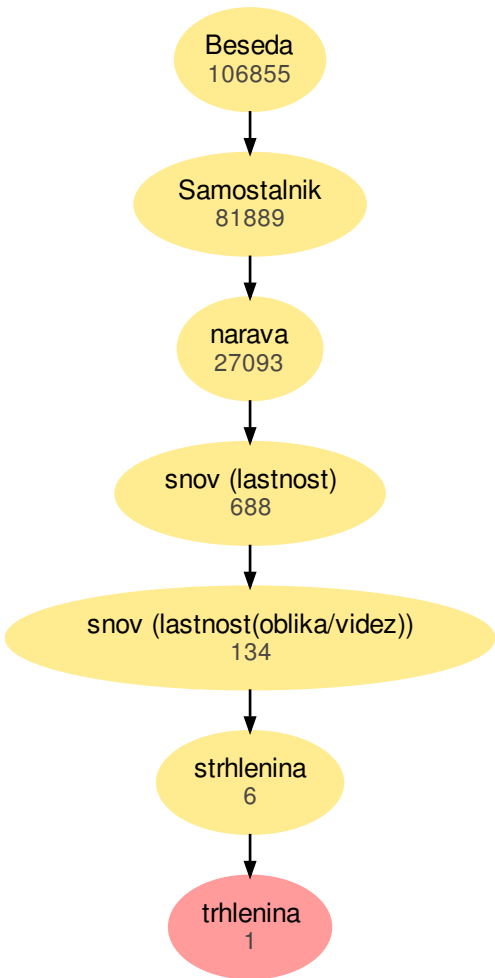 Beseda
106855
Samostalnik
81889
narava
27093
snov (lastnost)
688
snov (lastnost(oblika/videz))
134
strhlenina
6
trhlenina
1